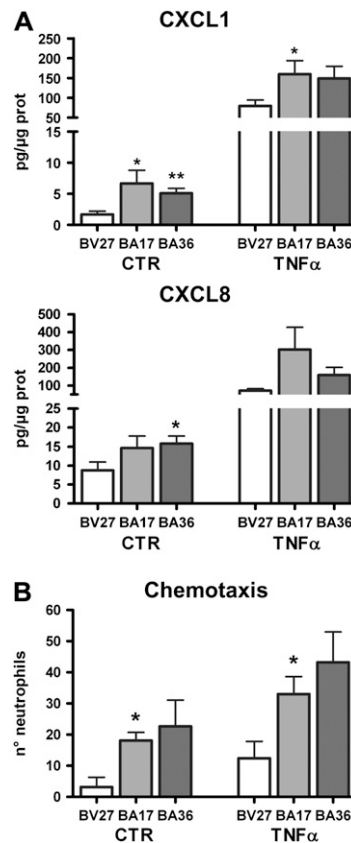 A
CXCL1
pg/µg prot
200
150
100
50
15
10
5
0
*
**
*
BV27 BA17 BA36 BV27 BA17 BA36
CTR TNFα
CXCL8
pg/µg prot
500
400
300
200
100
25
20
15
10
5
0
*
BV27 BA17 BA36 BV27 BA17 BA36
CTR TNFα
B
Chemotaxis
n° neutrophils
60
50
40
30
20
10
0
*
*
BV27 BA17 BA36 BV27 BA17 BA36
CTR TNFα